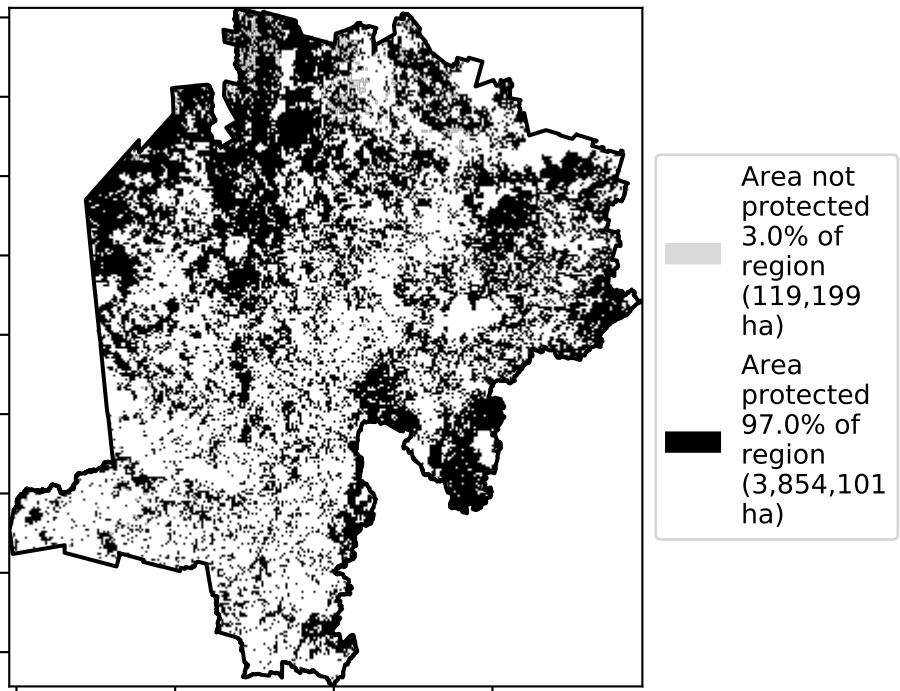 Area not
protected
3.0% of
region
(119,199
ha)
Area
protected
97.0% of
region
(3,854,101
ha)